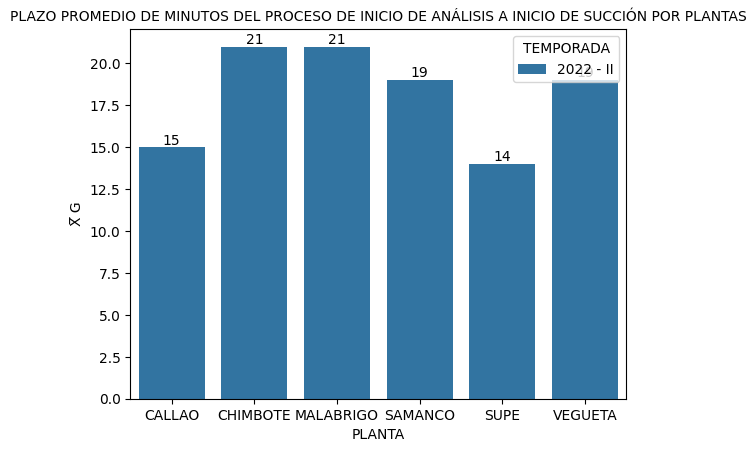 PLAZO PROMEDIO DE MINUTOS DEL PROCESO DE INICIO DE ANÁLISIS A INICIO DE SUCCIÓN POR PLANTAS
TEMPORADA
2022 - II
15
21
21
19
14
19
20.0
17.5
15.0
12.5
10.0
7.5
5.0
2.5
0.0
X̅ G
CALLAO CHIMBOTE MALABRIGO SAMANCO SUPE VEGUETA
PLANTA